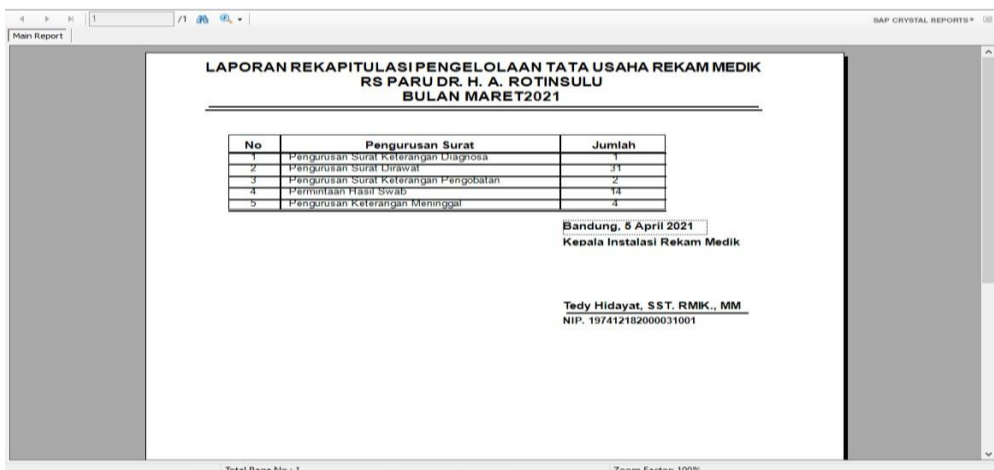 1 /1 SAP CRYSTAL REPORTS
Main Report
LAPORAN REKAPITULASI PENGELOLAAN TATA USAHA REKAM MEDIK
RS PARU DR. H. A. ROTINSULU
BULAN MARET2021
No Pengurusan Surat Jumlah
1 Pengurusan Surat Keterangan Diagnosa 1
2 Pengurusan Surat Dirawat 31
3 Pengurusan Surat Keterangan Pengobatan 2
4 Permintaan Hasil Swab 14
5 Pengurusan Keterangan Meninggal 4
Bandung, 5 April 2021
Kepala Instalasi Rekam Medik
Tedy Hidayat, SST. RMIK., MM
NIP. 197412182000031001
Total Page No.: 1 Zoom Factor: 100%